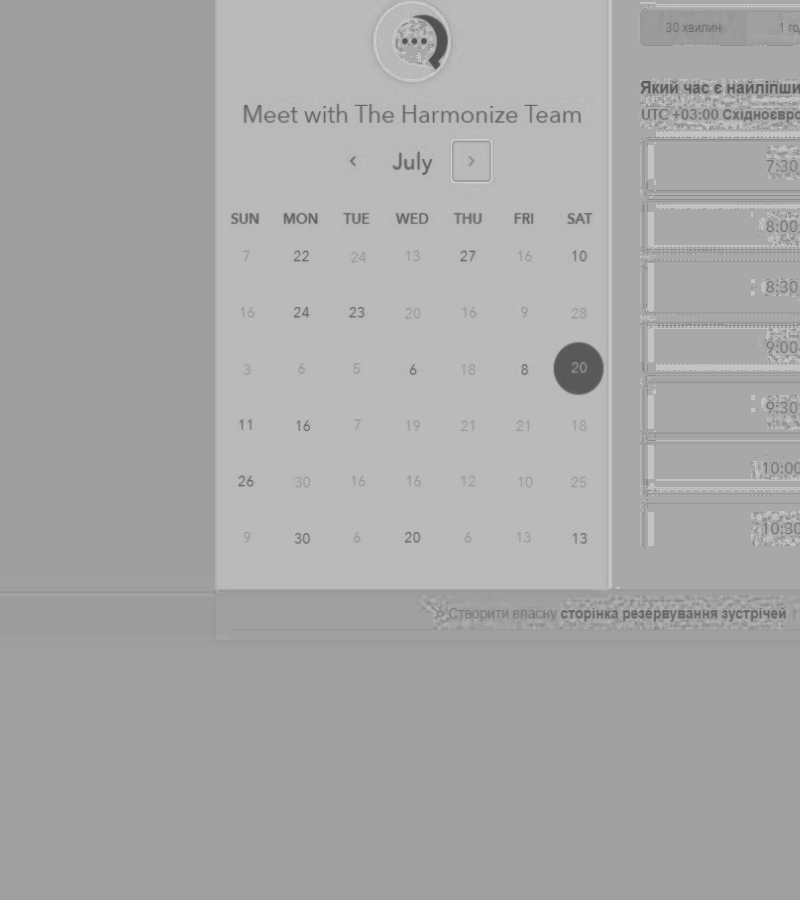 Meet with The Harmonize Team
July
SUN MON TUE WED THU FRI SAT
7 22 24 13 27 16 10
16 24 23 20 16 9 28
3 6 5 6 18 8 20
11 16 7 19 21 21 18
26 30 16 16 12 10 25
9 30 6 20 6 13 13
30 хвилин 1 го
Який час є найліпши
UTC +03:00 Східноєвро
7:30
8:00
8:30
9:00
9:30
10:00
10:30
Створити власну сторінка резервування зустрічей